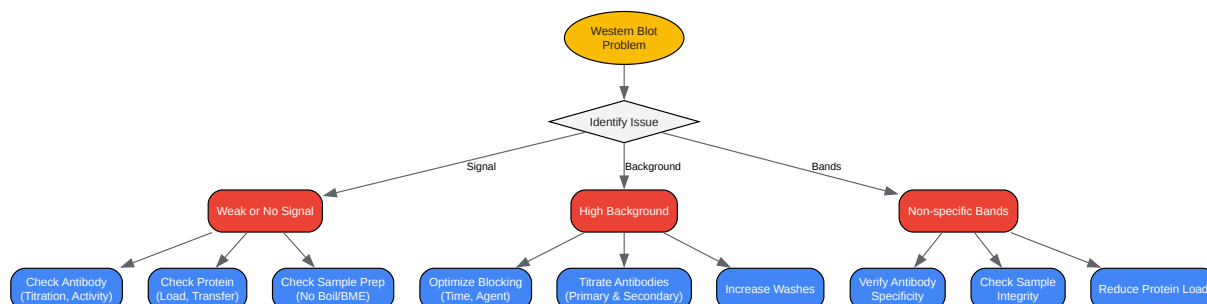 Western Blot
Problem
Identify Issue
Signal
Background
Bands
Weak or No Signal
High Background
Non-specific Bands
Check Antibody
(Titration, Activity)
Check Protein
(Load, Transfer)
Check Sample Prep
(No Boil/BME)
Optimize Blocking
(Time, Agent)
Titrate Antibodies
(Primary & Secondary)
Increase Washes
Verify Antibody
Specificity
Check Sample
Integrity
Reduce Protein Load